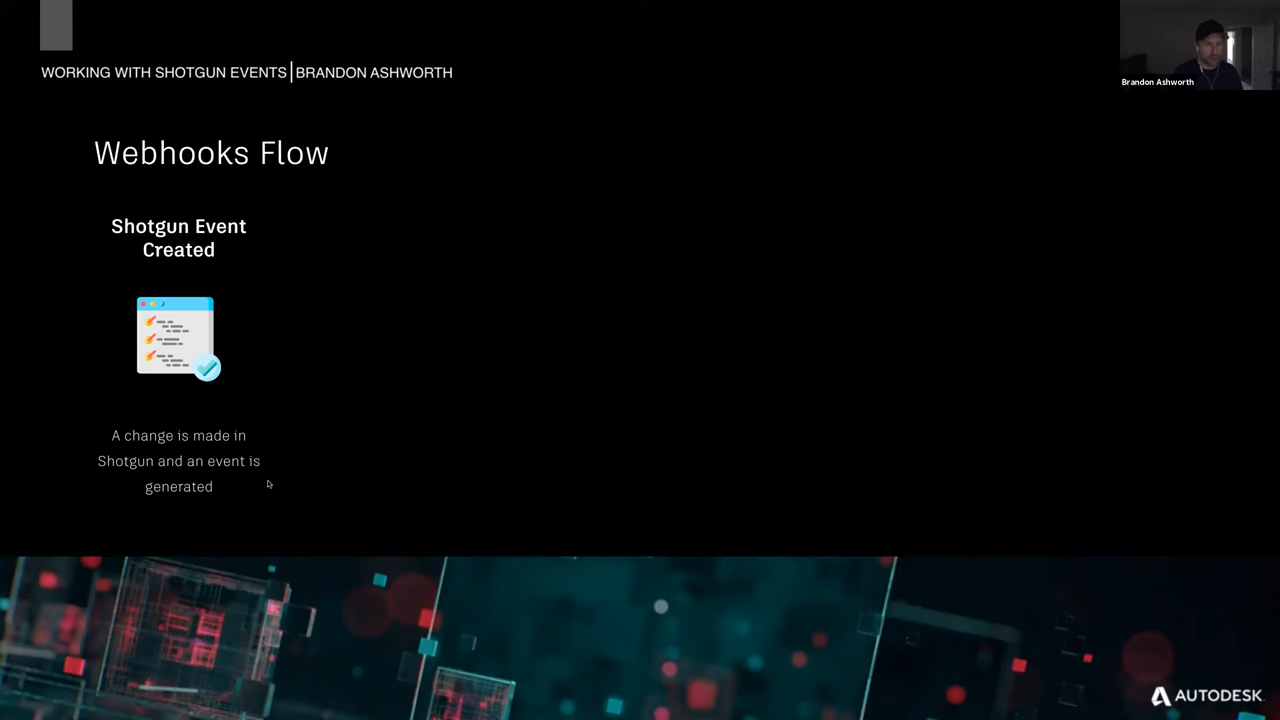 WORKING WITH SHOTGUN EVENTS|BRANDON ASHWORTH
Brandon Ashworth
Webhooks Flow
Shotgun Event
Created
A change is made in
Shotgun and an event is
generated
AUTODESK